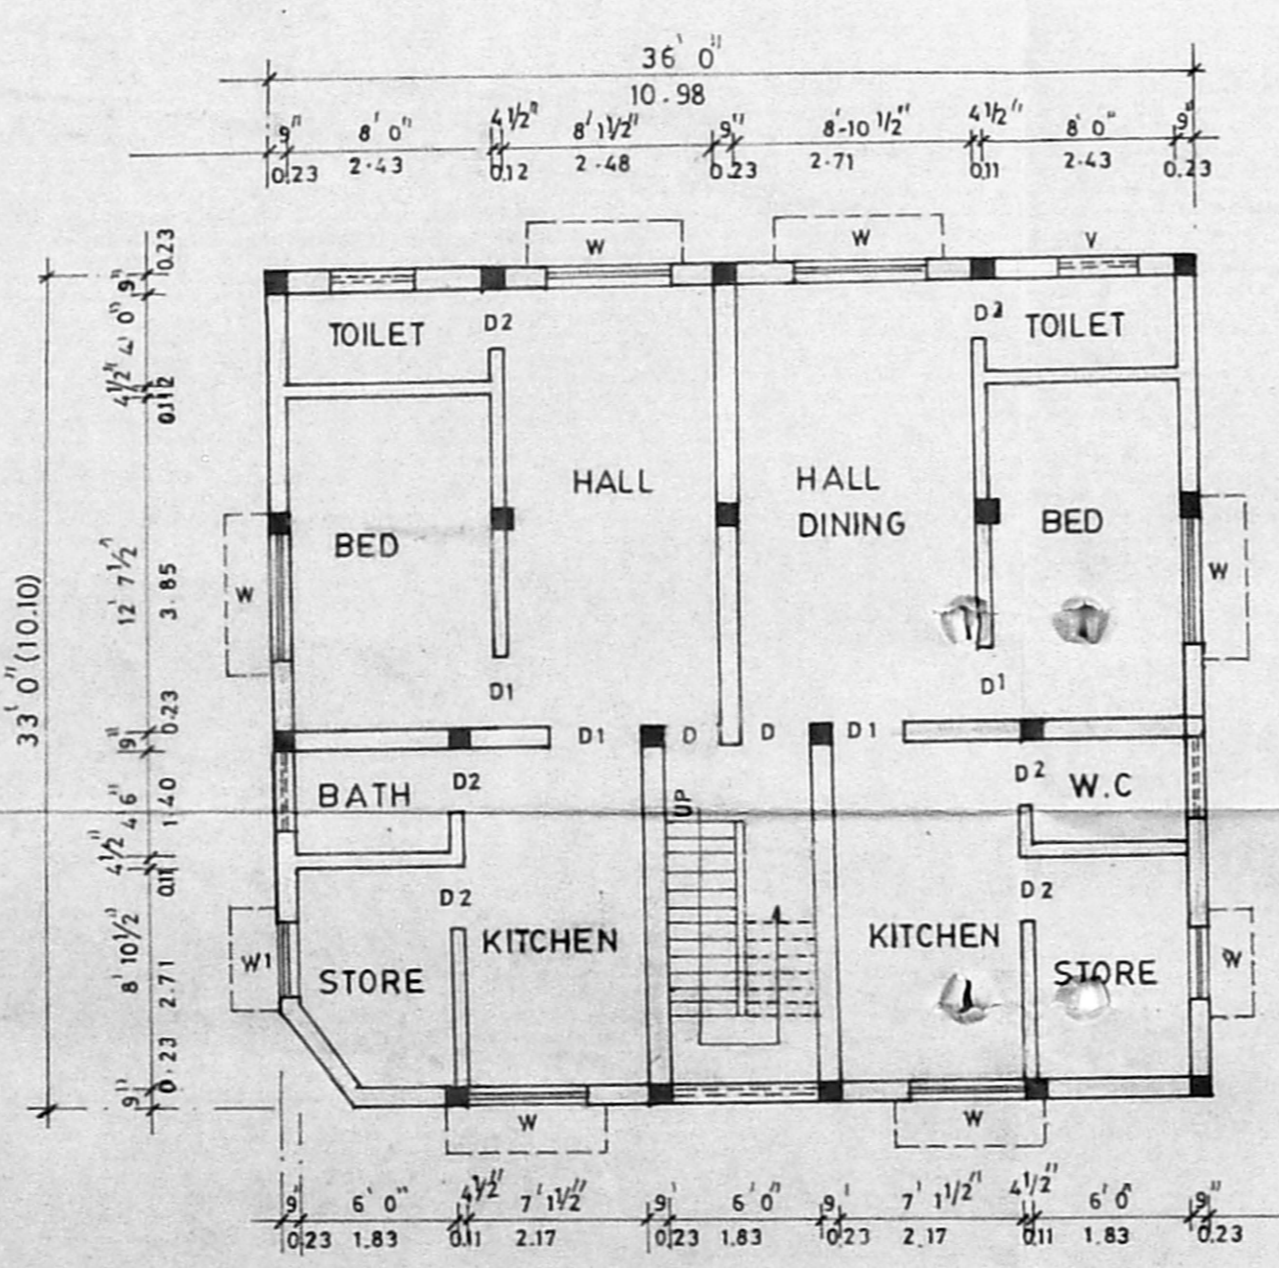 36' 0"
10.98
9" 8' 0" 4 1/2" 8' 1 1/2" 9" 8'-10 1/2" 4 1/2" 8' 0" 9"
0.23 2.43 0.12 2.48 0.23 2.71 0.11 2.43 0.23
W W V
0.23
9"
4' 0"
4 1/2"
TOILET D2 TOILET
HALL HALL
DINING
BED BED
W W
12' 7 1/2"
3.85
33' 0" (10.10)
D1 D1
0.23
9"
D1 D D D1
BATH D2 D2 W.C
4' 6"
1.40
UP
4 1/2"
0.11
D2 D2
KITCHEN KITCHEN
8' 10 1/2"
2.71
W1 STORE STORE W
0.23
9"
W W
9" 6' 0" 4 1/2" 7' 1 1/2" 9' 6' 0" 9' 7' 1 1/2" 4 1/2" 6' 0" 9"
0.23 1.83 0.11 2.17 0.23 1.83 0.23 2.17 0.11 1.83 0.23